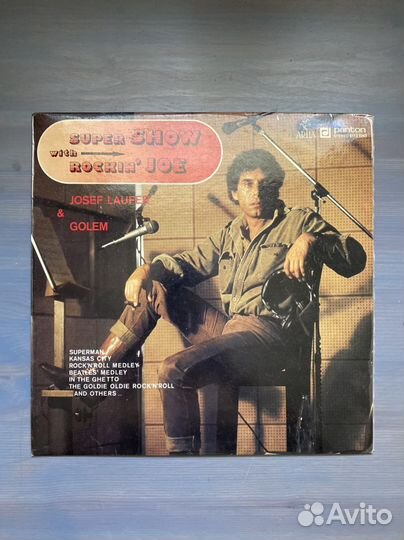 SUPER SHOW
with ROCKIN' JOE
ARTIA
panton
JOSEF LAUFER
&
GOLEM
SUPERMAN
KANSAS CITY
ROCK'N'ROLL MEDLEY
BEATLES' MEDLEY
IN THE GHETTO
THE GOLDIE OLDIE ROCK'N'ROLL
AND OTHERS...
Avito